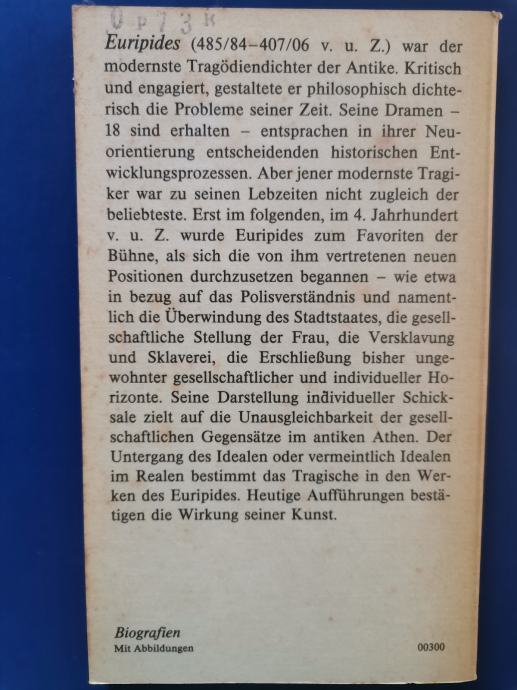 Op73R
Euripides (485/84–407/06 v. u. Z.) war der
modernste Tragödiendichter der Antike. Kritisch
und engagiert, gestaltete er philosophisch dichte-
risch die Probleme seiner Zeit. Seine Dramen –
18 sind erhalten – entsprachen in ihrer Neu-
orientierung entscheidenden historischen Ent-
wicklungsprozessen. Aber jener modernste Tragi-
ker war zu seinen Lebzeiten nicht zugleich der
beliebteste. Erst im folgenden, im 4. Jahrhundert
v. u. Z. wurde Euripides zum Favoriten der
Bühne, als sich die von ihm vertretenen neuen
Positionen durchzusetzen begannen – wie etwa
in bezug auf das Polisverständnis und nament-
lich die Überwindung des Stadtstaates, die gesell-
schaftliche Stellung der Frau, die Versklavung
und Sklaverei, die Erschließung bisher unge-
wohnter gesellschaftlicher und individueller Ho-
rizonte. Seine Darstellung individueller Schick-
sale zielt auf die Unausgleichbarkeit der gesell-
schaftlichen Gegensätze im antiken Athen. Der
Untergang des Idealen oder vermeintlich Idealen
im Realen bestimmt das Tragische in den Wer-
ken des Euripides. Heutige Aufführungen bestä-
tigen die Wirkung seiner Kunst.
Biografien
Mit Abbildungen 00300